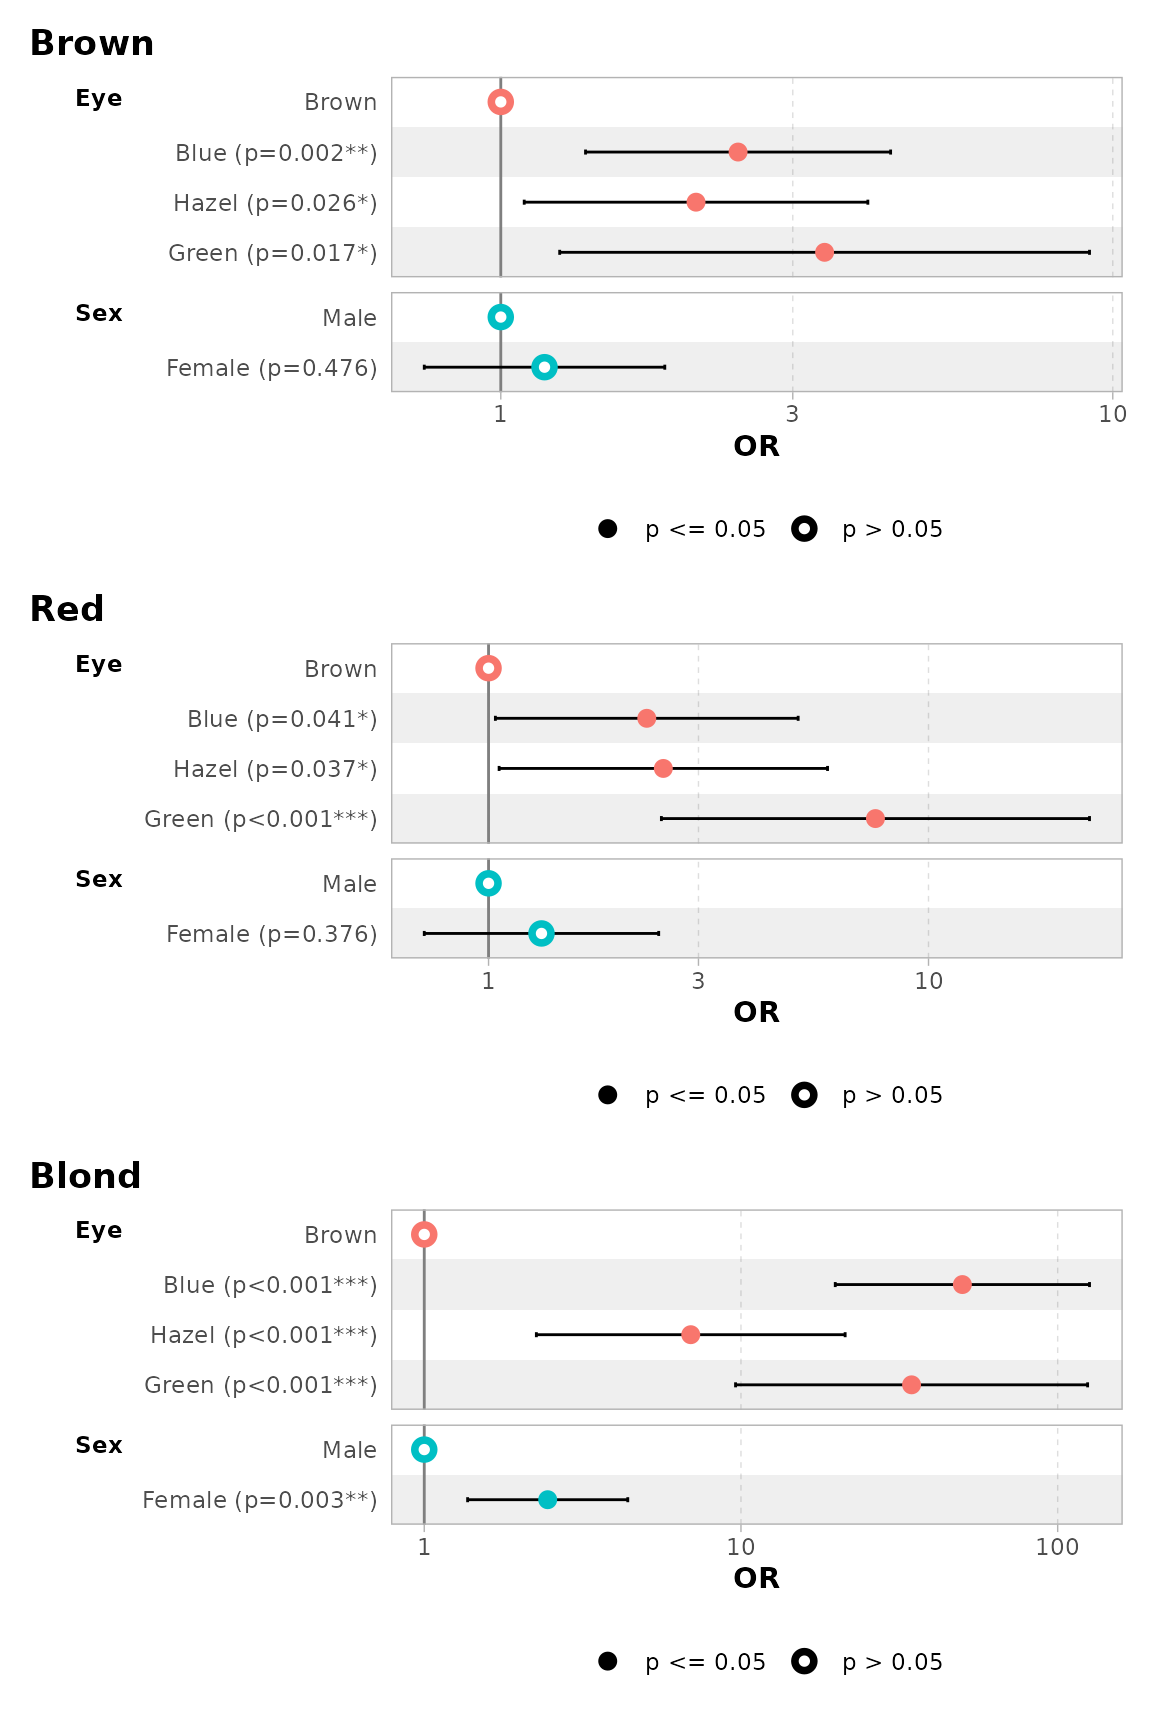 Brown
Eye Brown
Blue (p=0.002**)
Hazel (p=0.026*)
Green (p=0.017*)
Sex Male
Female (p=0.476)
1 3 10
OR
p <= 0.05 p > 0.05
Red
Eye Brown
Blue (p=0.041*)
Hazel (p=0.037*)
Green (p<0.001***)
Sex Male
Female (p=0.376)
1 3 10
OR
p <= 0.05 p > 0.05
Blond
Eye Brown
Blue (p<0.001***)
Hazel (p<0.001***)
Green (p<0.001***)
Sex Male
Female (p=0.003**)
1 10 100
OR
p <= 0.05 p > 0.05